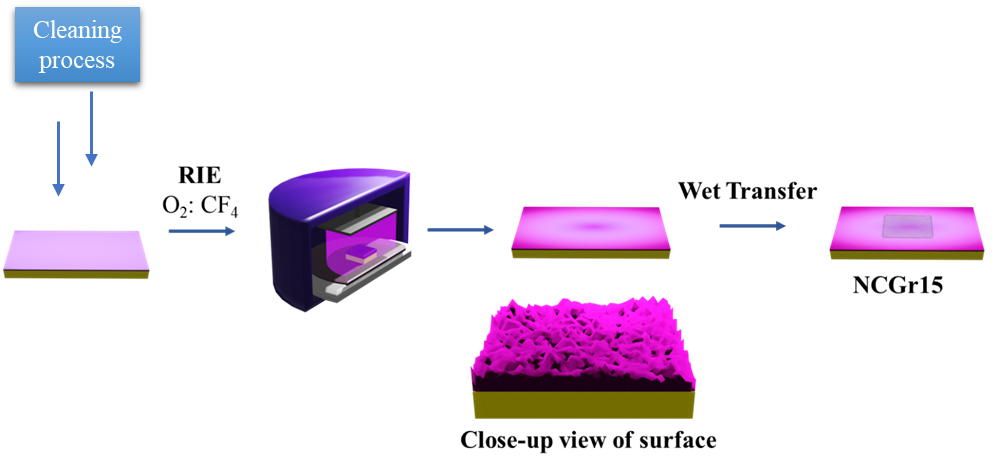 Cleaning
process
RIE
O₂: CF₄
Wet Transfer
NCGr15
Close-up view of surface